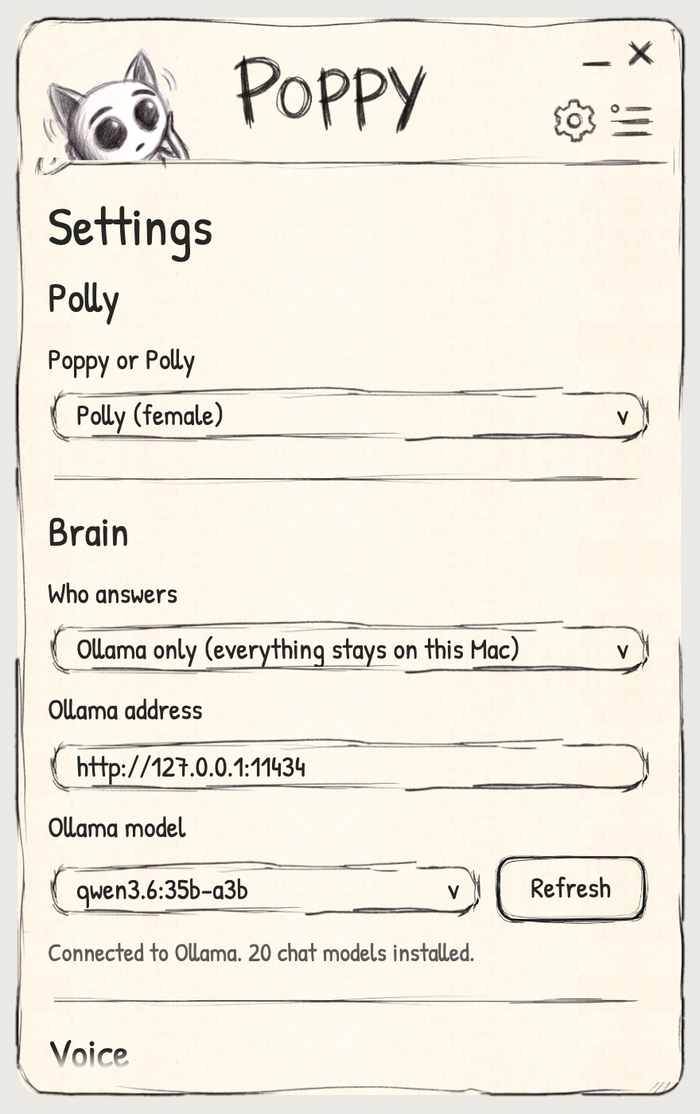 Poppy
Settings
Polly
Poppy or Polly
Polly (female)
Brain
Who answers
Ollama only (everything stays on this Mac)
Ollama address
http://127.0.0.1:11434
Ollama model
qwen3.6:35b-a3b
Refresh
Connected to Ollama. 20 chat models installed.
Voice